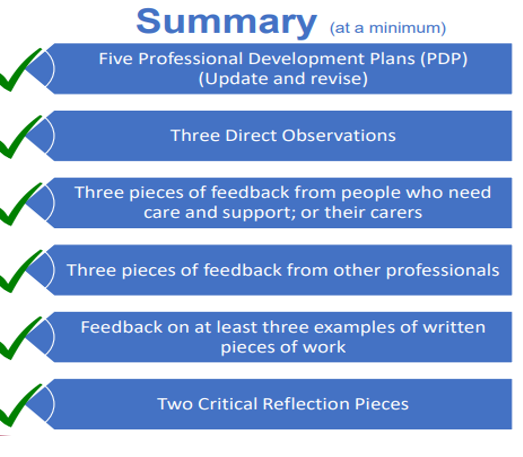 Summary (at a minimum)
Five Professional Development Plans (PDP)
(Update and revise)
Three Direct Observations
Three pieces of feedback from people who need
care and support; or their carers
Three pieces of feedback from other professionals
Feedback on at least three examples of written
pieces of work
Two Critical Reflection Pieces